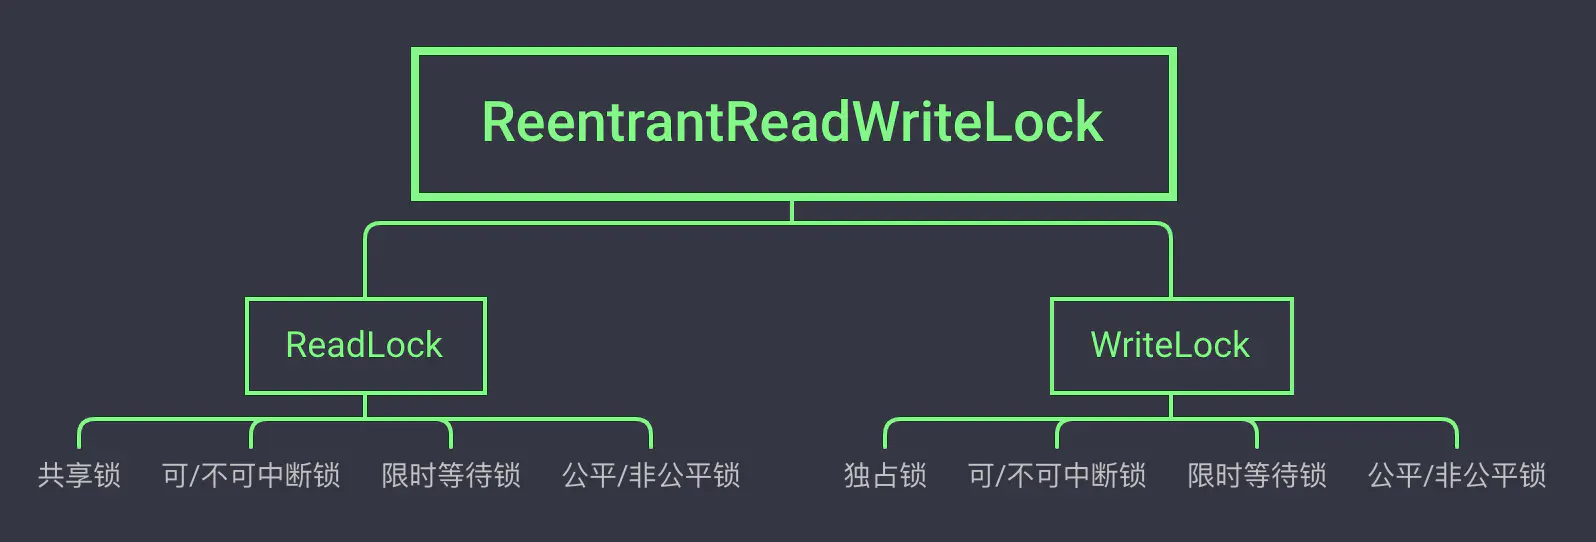 ReentrantReadWriteLock
ReadLock
WriteLock
共享锁
可/不可中断锁
限时等待锁
公平/非公平锁
独占锁
可/不可中断锁
限时等待锁
公平/非公平锁